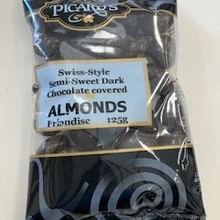 PICARD'S
Swiss-Style
Semi-Sweet Dark
Chocolate covered
ALMONDS
Friandise 125g